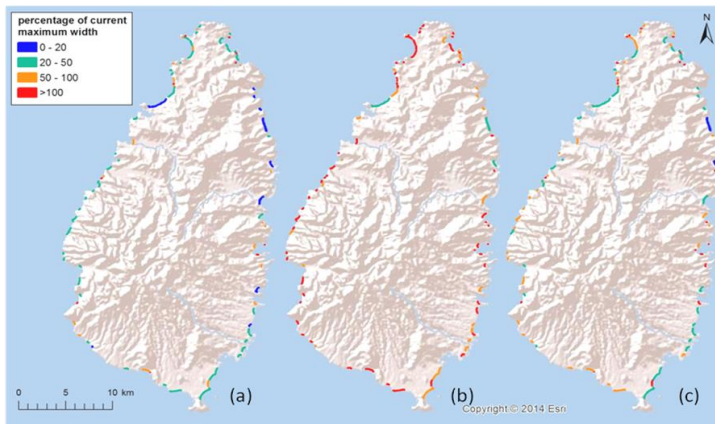 percentage of current
maximum width
0 - 20
20 - 50
50 - 100
>100
N
0 5 10 km
(a)
(b)
(c)
Copyright © 2014 Esri